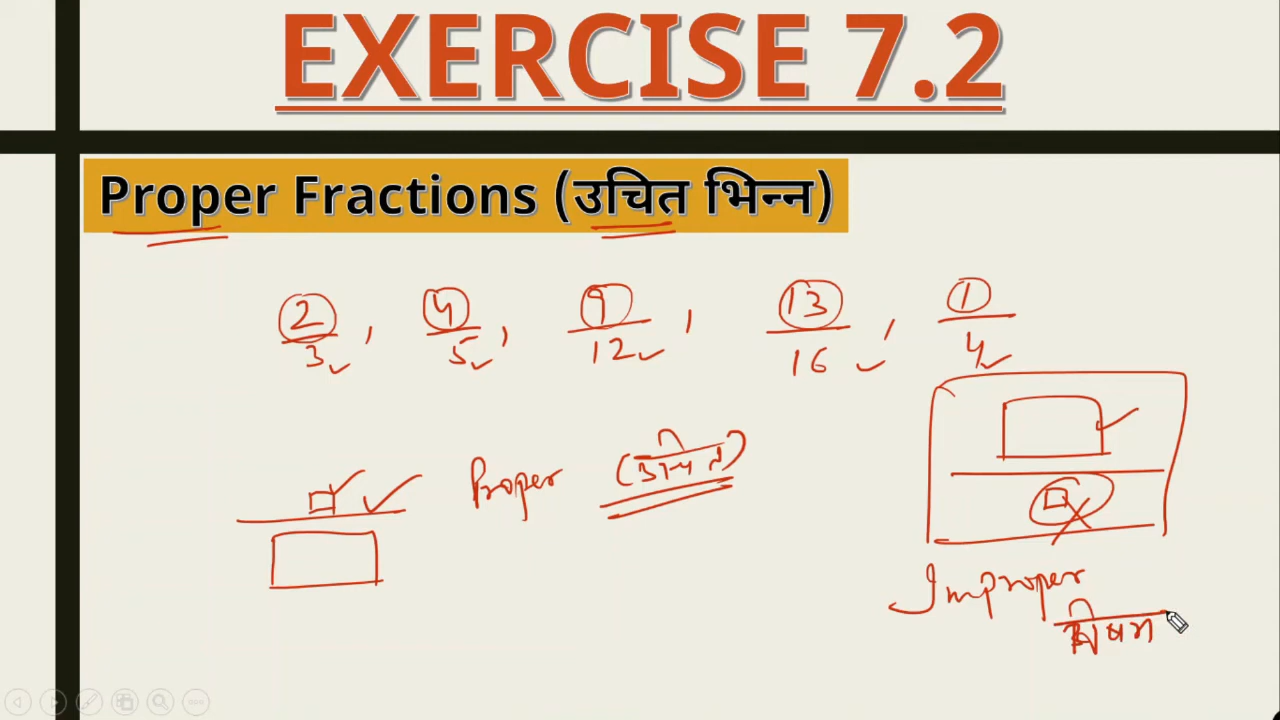 EXERCISE 7.2
Proper Fractions (उचित भिन्न)
2/3, 4/5, 9/12, 13/16, 1/4
Proper (उचित)
Improper
विषम